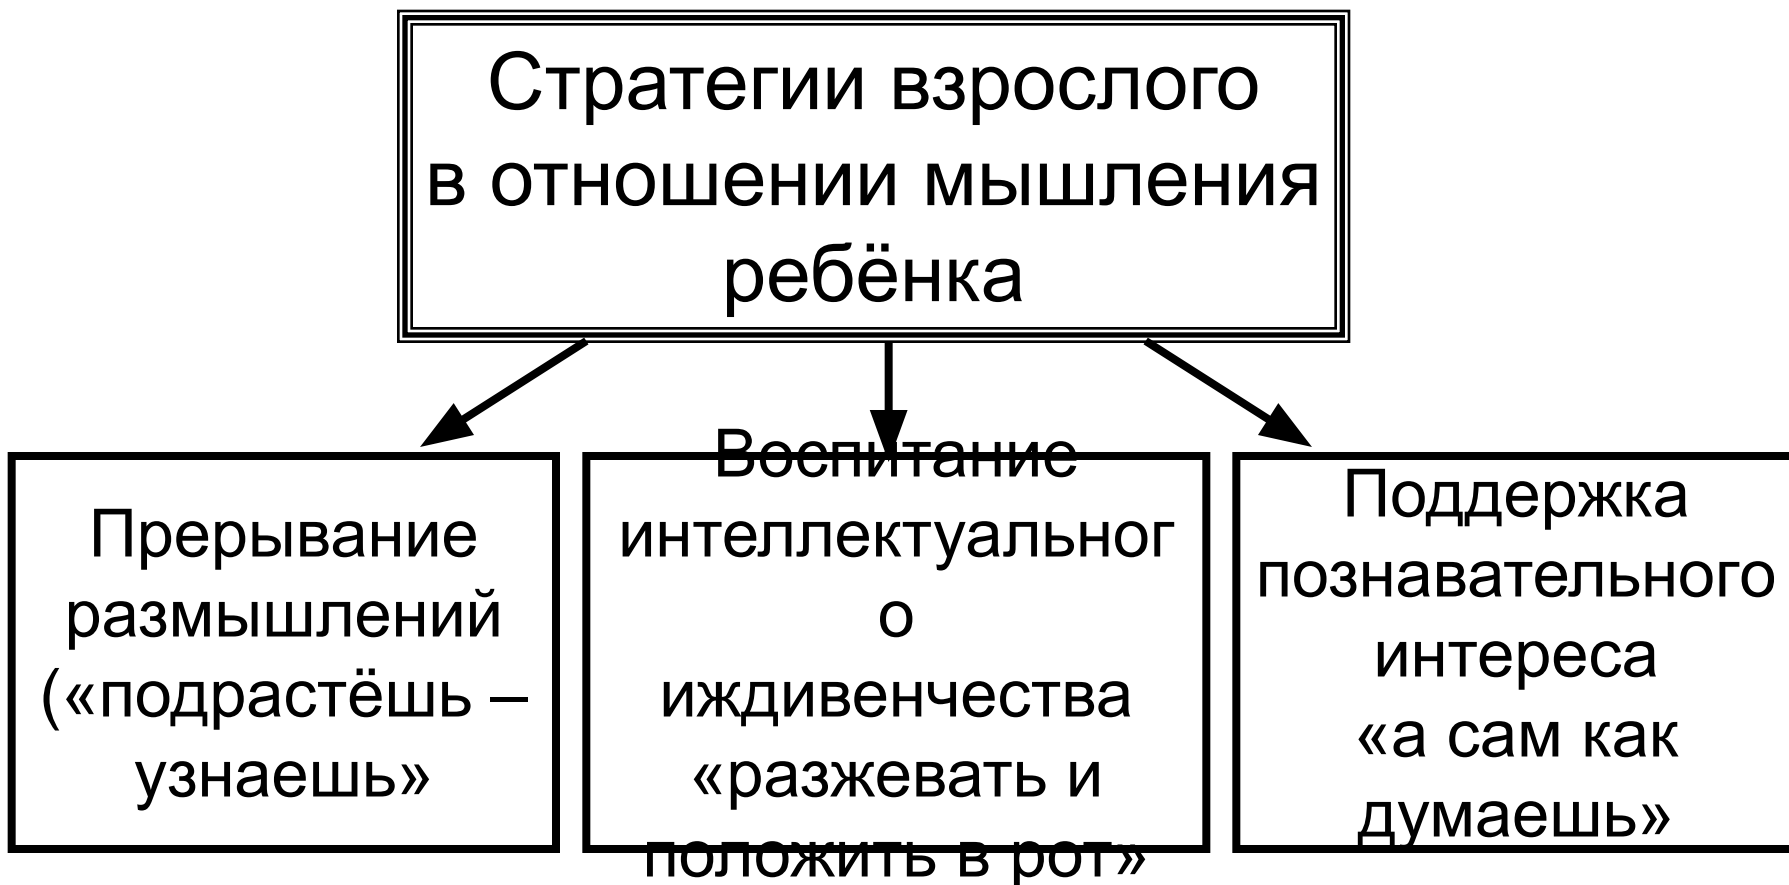 Стратегии взрослого
в отношении мышления
ребёнка
Прерывание
размышлений
(«подрастёшь –
узнаешь»
Воспитание
интеллектуальног
о
иждивенчества
«разжевать и
положить в рот»
Поддержка
познавательного
интереса
«а сам как
думаешь»